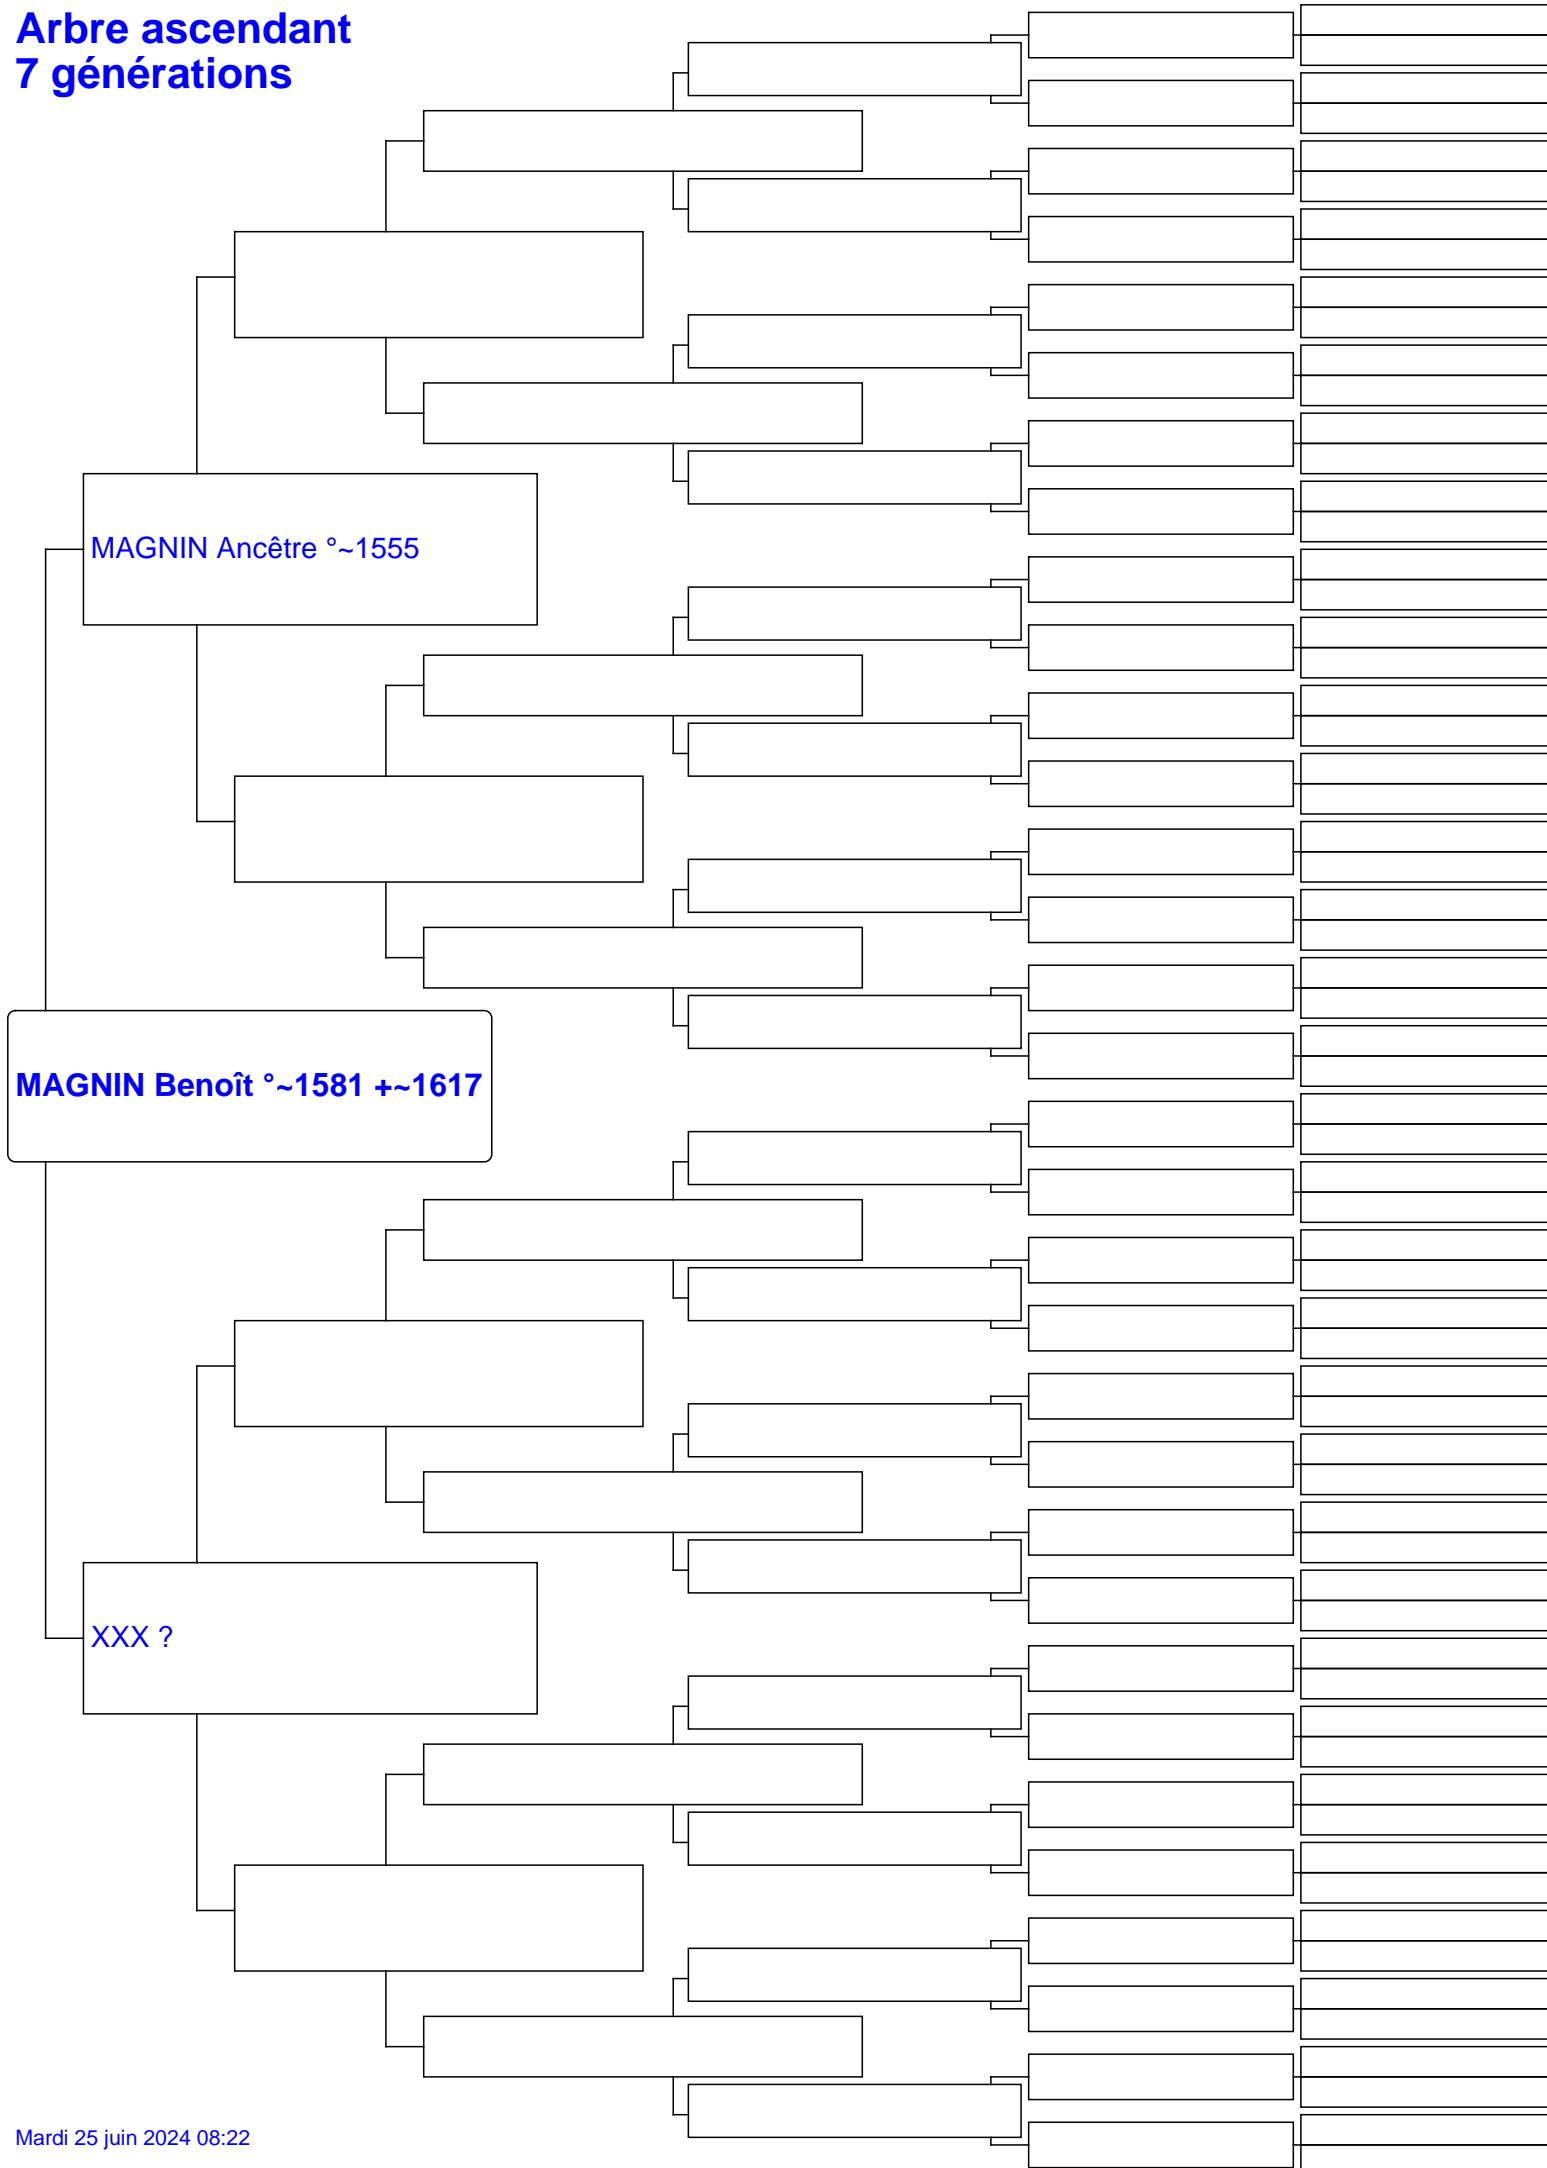 Arbre ascendant
7 générations
MAGNIN Ancêtre °~1555
MAGNIN Benoît °~1581 +~1617
XXX ?
Mardi 25 juin 2024 08:22